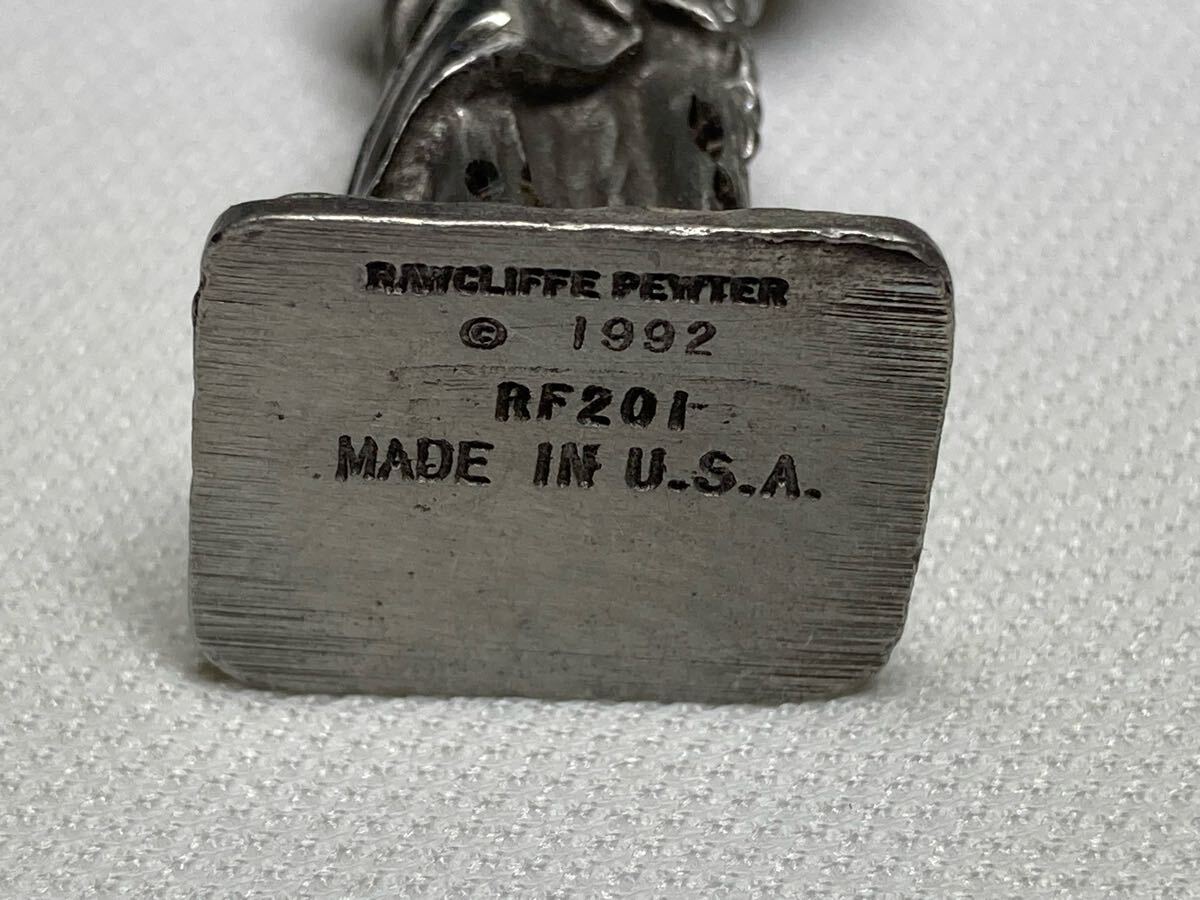 RAWCLIFFE PEWTER
© 1992
RF201
MADE IN U.S.A.